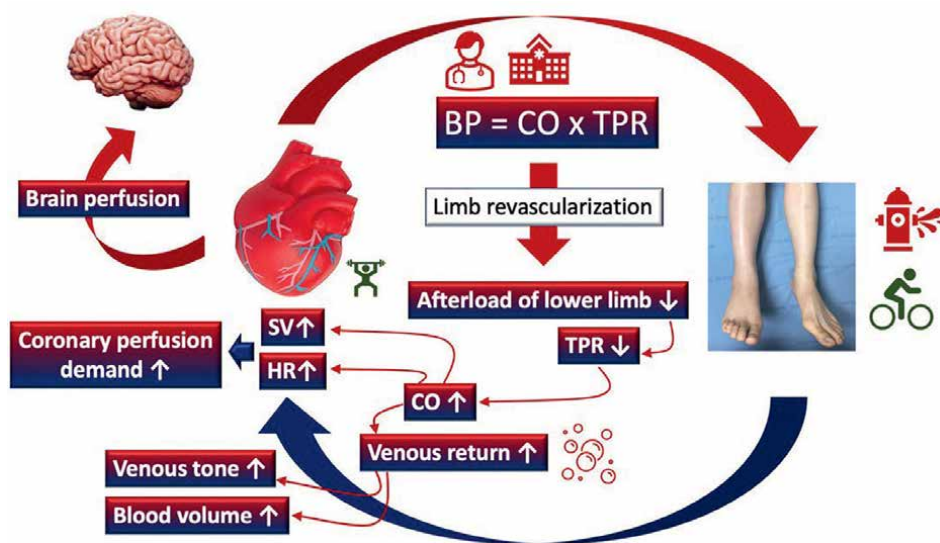 BP = CO x TPR
Brain perfusion
Limb revascularization
Afterload of lower limb ↓
TPR ↓
SV ↑
HR ↑
Coronary perfusion
demand ↑
CO ↑
Venous return ↑
Venous tone ↑
Blood volume ↑